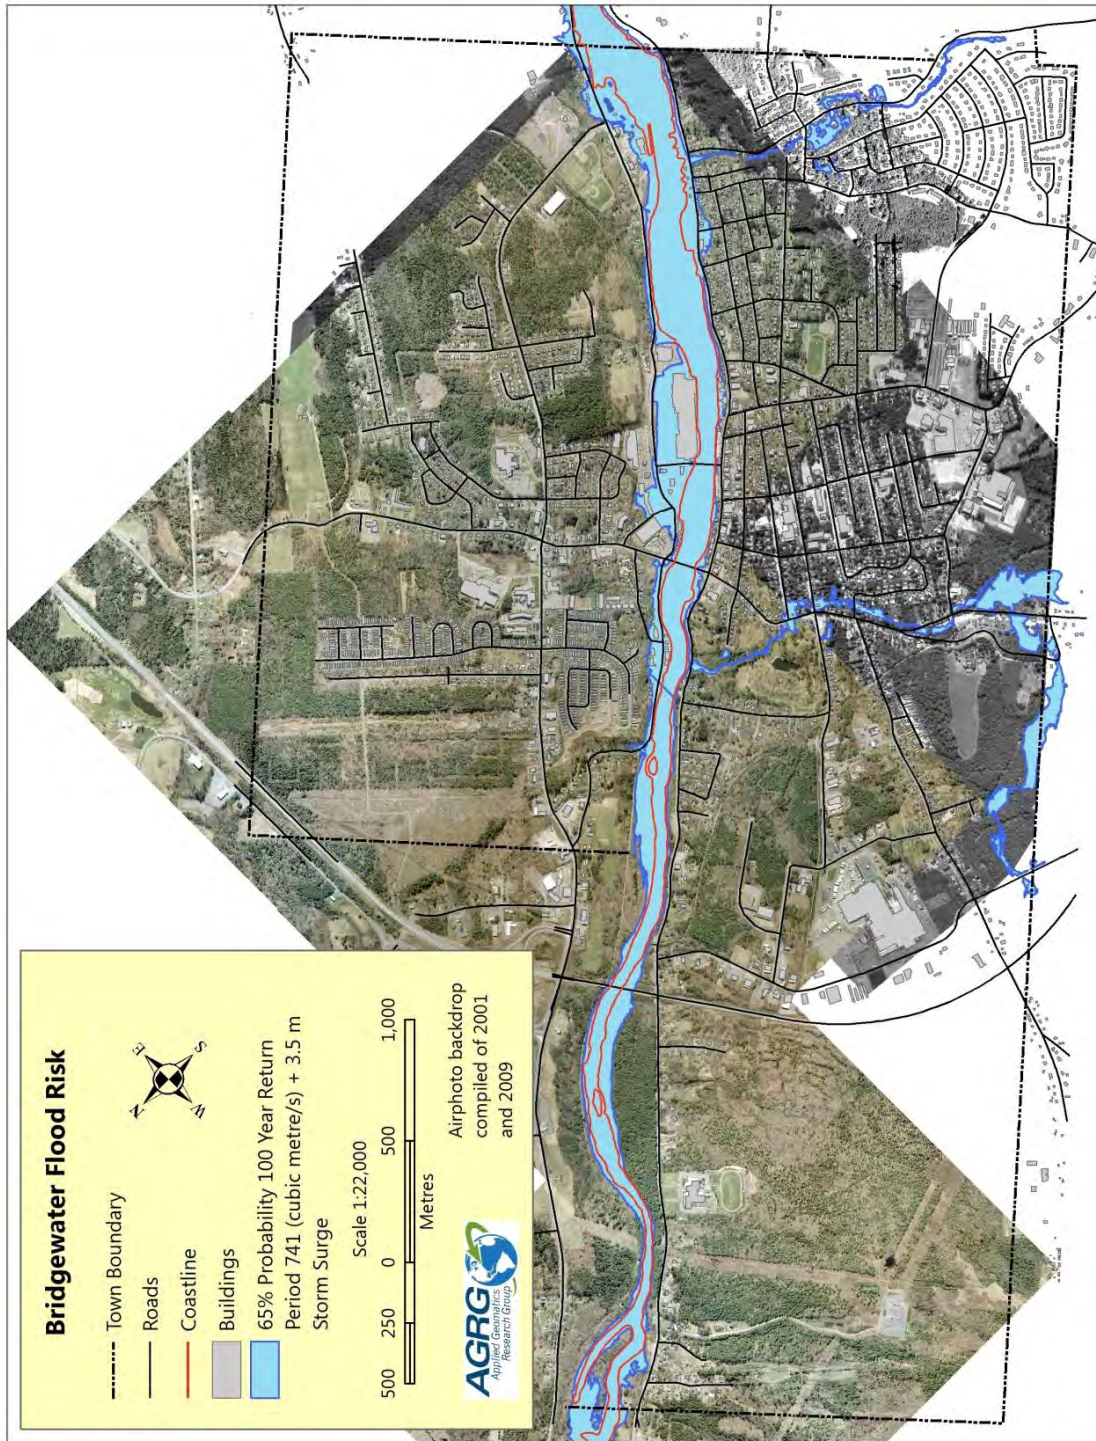 Bridgewater Flood Risk
Town Boundary
Roads
Coastline
Buildings
65% Probability 100 Year Return
Period 741 (cubic metre/s) + 3.5 m
Storm Surge
N
E
S
W
Scale 1:22,000
500 250 0 500 1,000
Metres
AGRG
Applied Geomatics
Research Group
Airphoto backdrop
compiled of 2001
and 2009